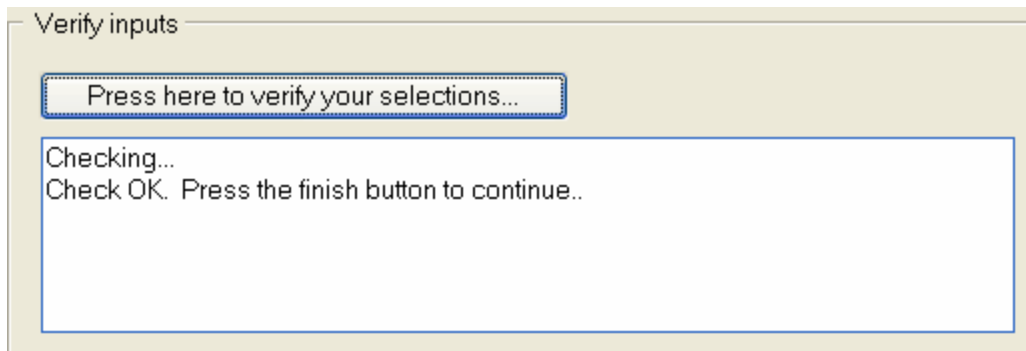 Verify inputs
Press here to verify your selections...
Checking...
Check OK.  Press the finish button to continue..